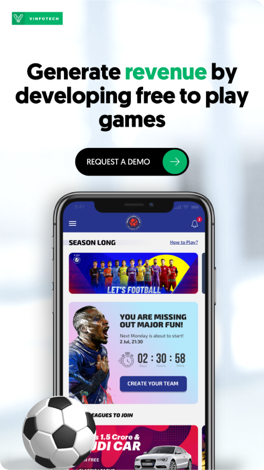 VINFOTECH
Generate revenue by
developing free to play
games
REQUEST A DEMO
SEASON LONG
How to Play?
LET'S FOOTBALL
YOU ARE MISSING
OUT MAJOR FUN!
Next Monday is about to start!
2 Jul, 21:30
02 : 30 : 58
CREATE YOUR TEAM
LEAGUES TO JOIN
1.5 Crore &
DI CAR
FREE